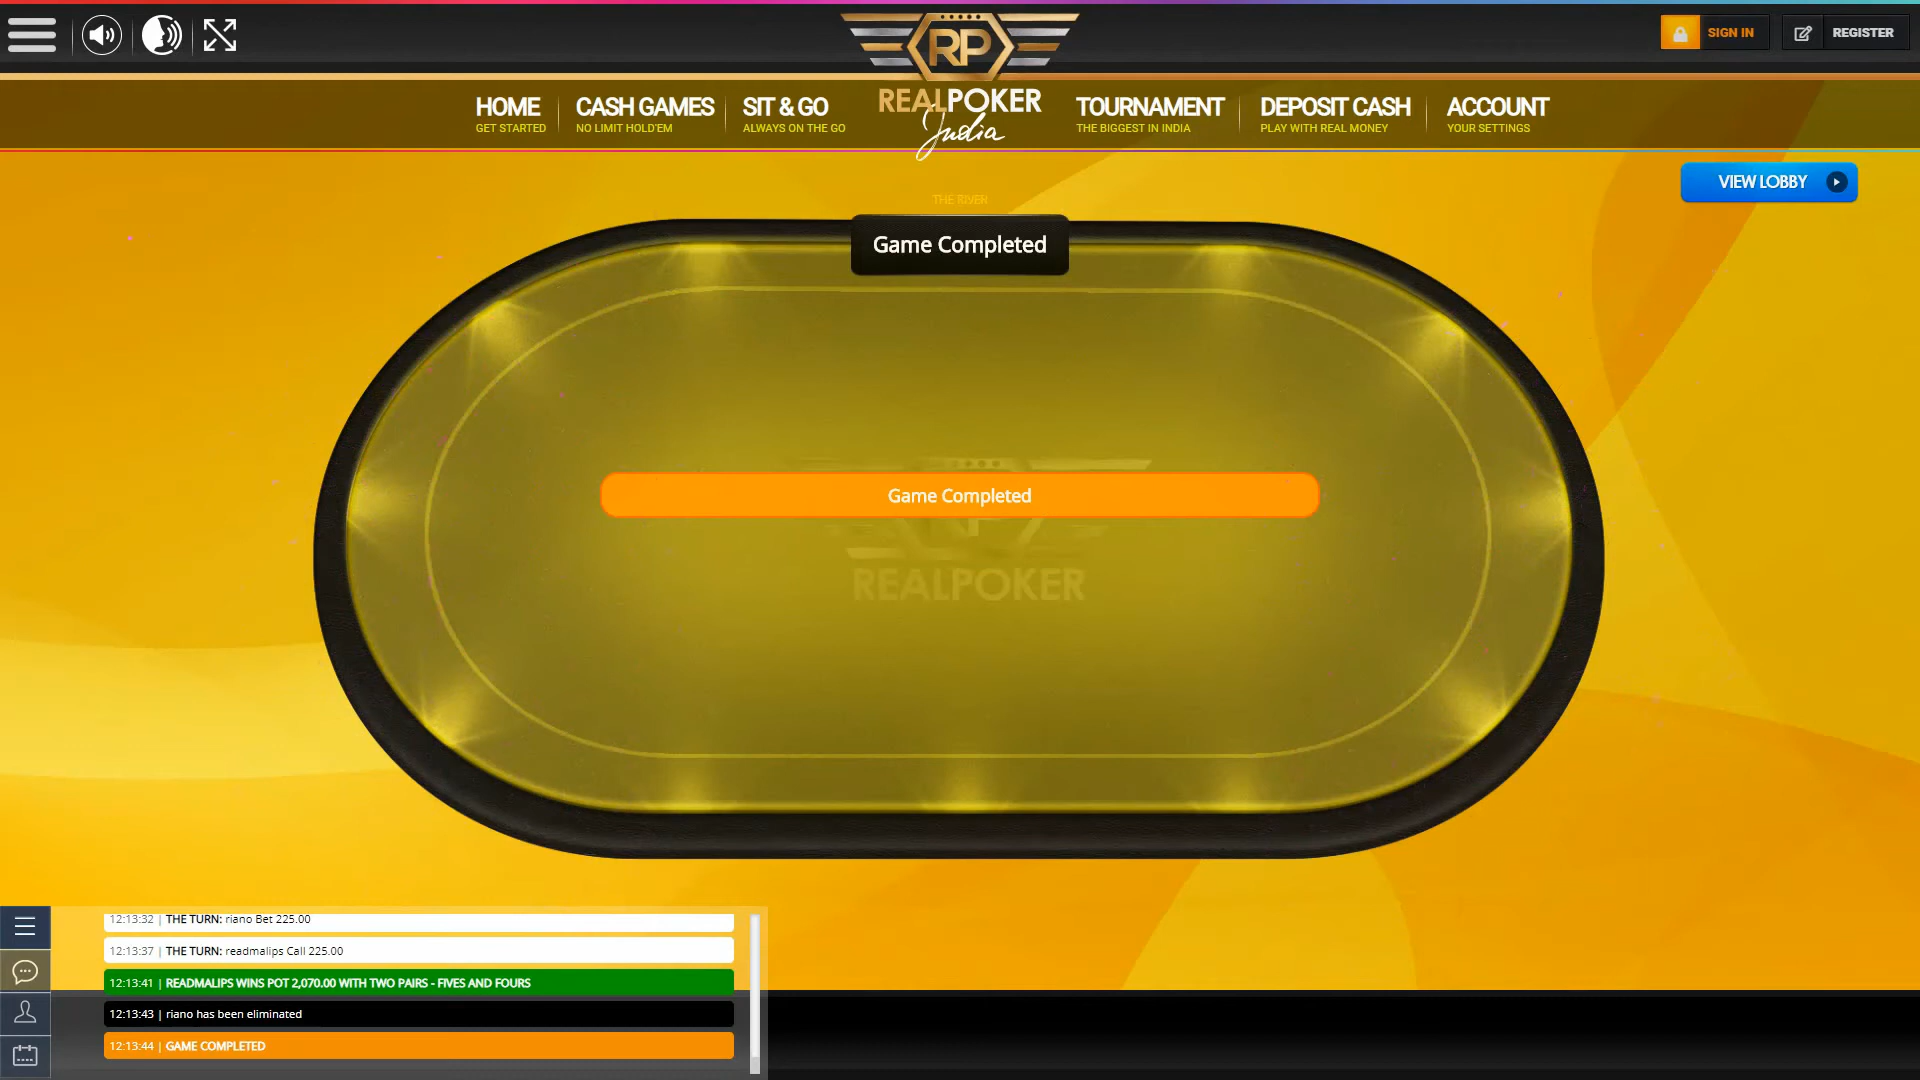 RP
SIGN IN
REGISTER
HOME
GET STARTED
CASH GAMES
NO LIMIT HOLD'EM
SIT & GO
ALWAYS ON THE GO
REALPOKER
India
TOURNAMENT
THE BIGGEST IN INDIA
DEPOSIT CASH
PLAY WITH REAL MONEY
ACCOUNT
YOUR SETTINGS
VIEW LOBBY
THE RIVER
Game Completed
Game Completed
REALPOKER
12:13:32 | THE TURN: riano Bet 225.00
12:13:37 | THE TURN: readmalips Call 225.00
12:13:41 | READMALIPS WINS POT 2,070.00 WITH TWO PAIRS - FIVES AND FOURS
12:13:43 | riano has been eliminated
12:13:44 | GAME COMPLETED